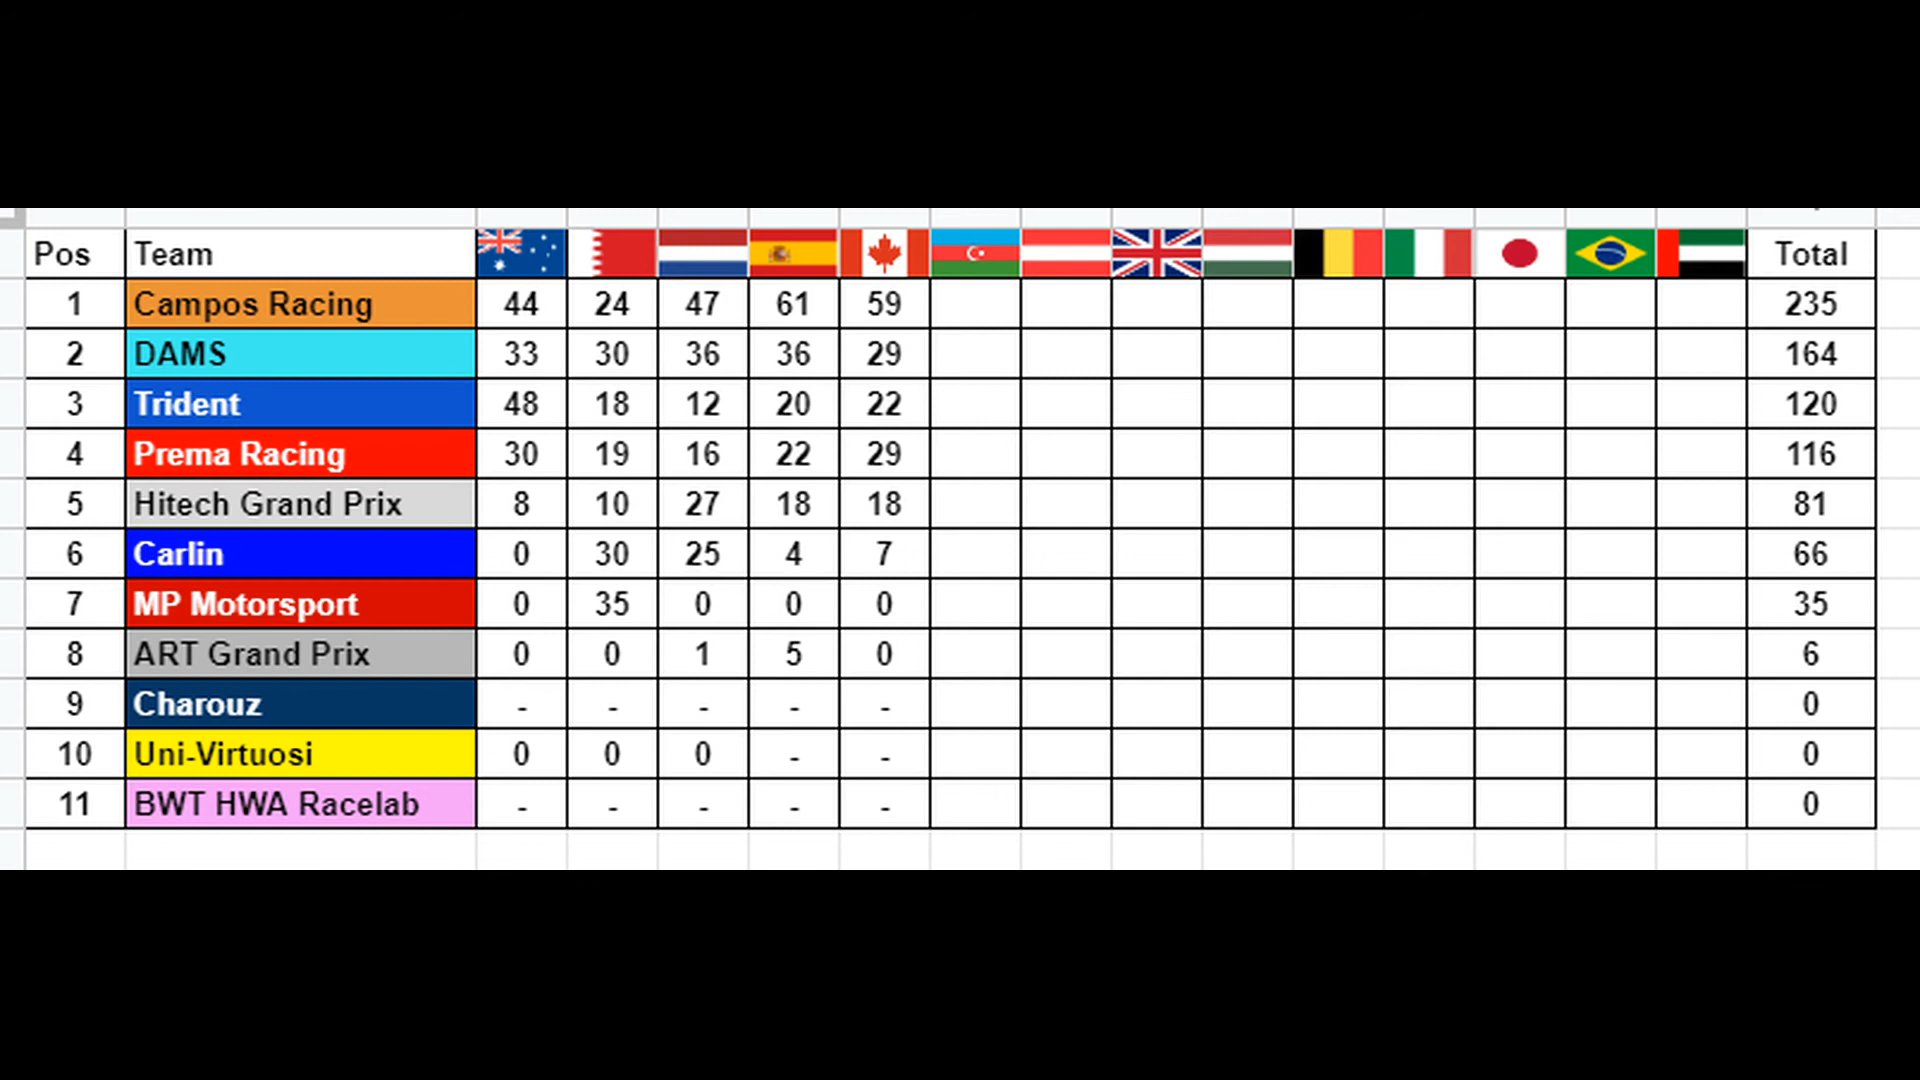 Pos Team Total
1 Campos Racing 44 24 47 61 59 235
2 DAMS 33 30 36 36 29 164
3 Trident 48 18 12 20 22 120
4 Prema Racing 30 19 16 22 29 116
5 Hitech Grand Prix 8 10 27 18 18 81
6 Carlin 0 30 25 4 7 66
7 MP Motorsport 0 35 0 0 0 35
8 ART Grand Prix 0 0 1 5 0 6
9 Charouz - - - - - 0
10 Uni-Virtuosi 0 0 0 - - 0
11 BWT HWA Racelab - - - - - 0